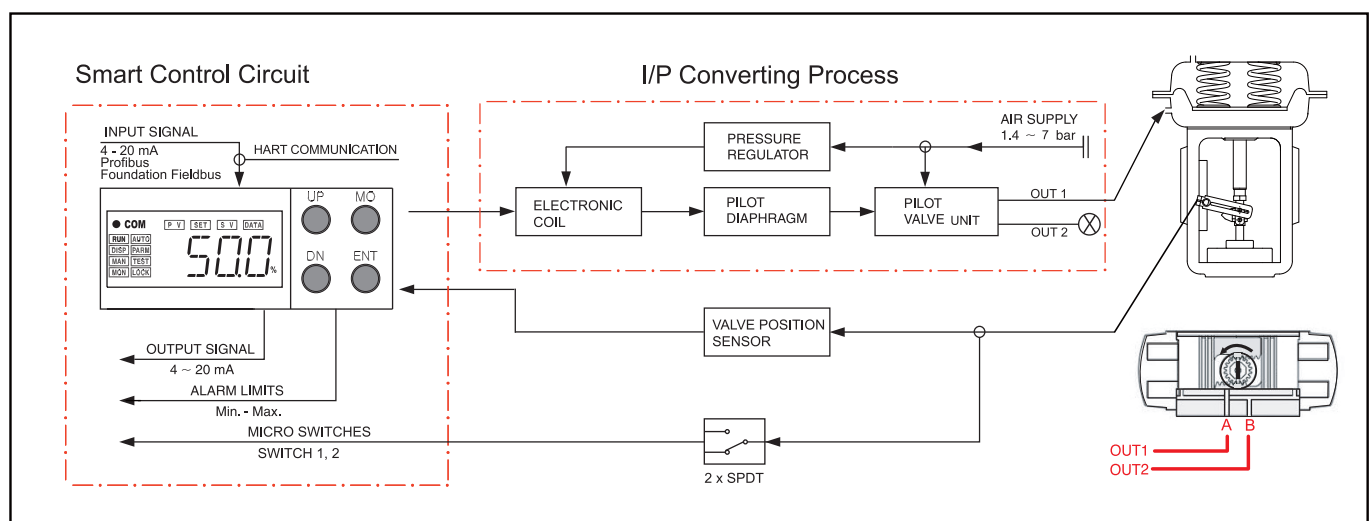 Smart Control Circuit
I/P Converting Process
INPUT SIGNAL
4 - 20 mA
Profibus
Foundation Fieldbus
HART COMMUNICATION
COM
P V SET S V DATA
RUN AUTO
DISP PARM
MAN TEST
MON LOCK
50.0
%
UP MO
DN ENT
OUTPUT SIGNAL
4 ~ 20 mA
ALARM LIMITS
Min. - Max.
MICRO SWITCHES
SWITCH 1, 2
PRESSURE
REGULATOR
AIR SUPPLY
1.4 ~ 7 bar
ELECTRONIC
COIL
PILOT
DIAPHRAGM
PILOT
VALVE UNIT
OUT 1
OUT 2
VALVE POSITION
SENSOR
2 x SPDT
A B
OUT1
OUT2